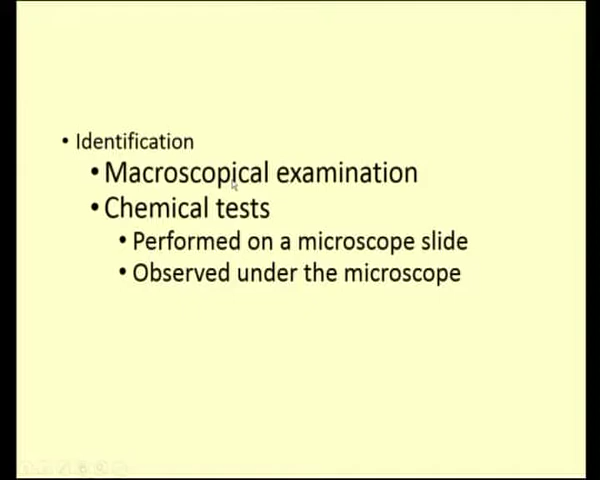 • Identification
• Macroscopical examination
• Chemical tests
• Performed on a microscope slide
• Observed under the microscope